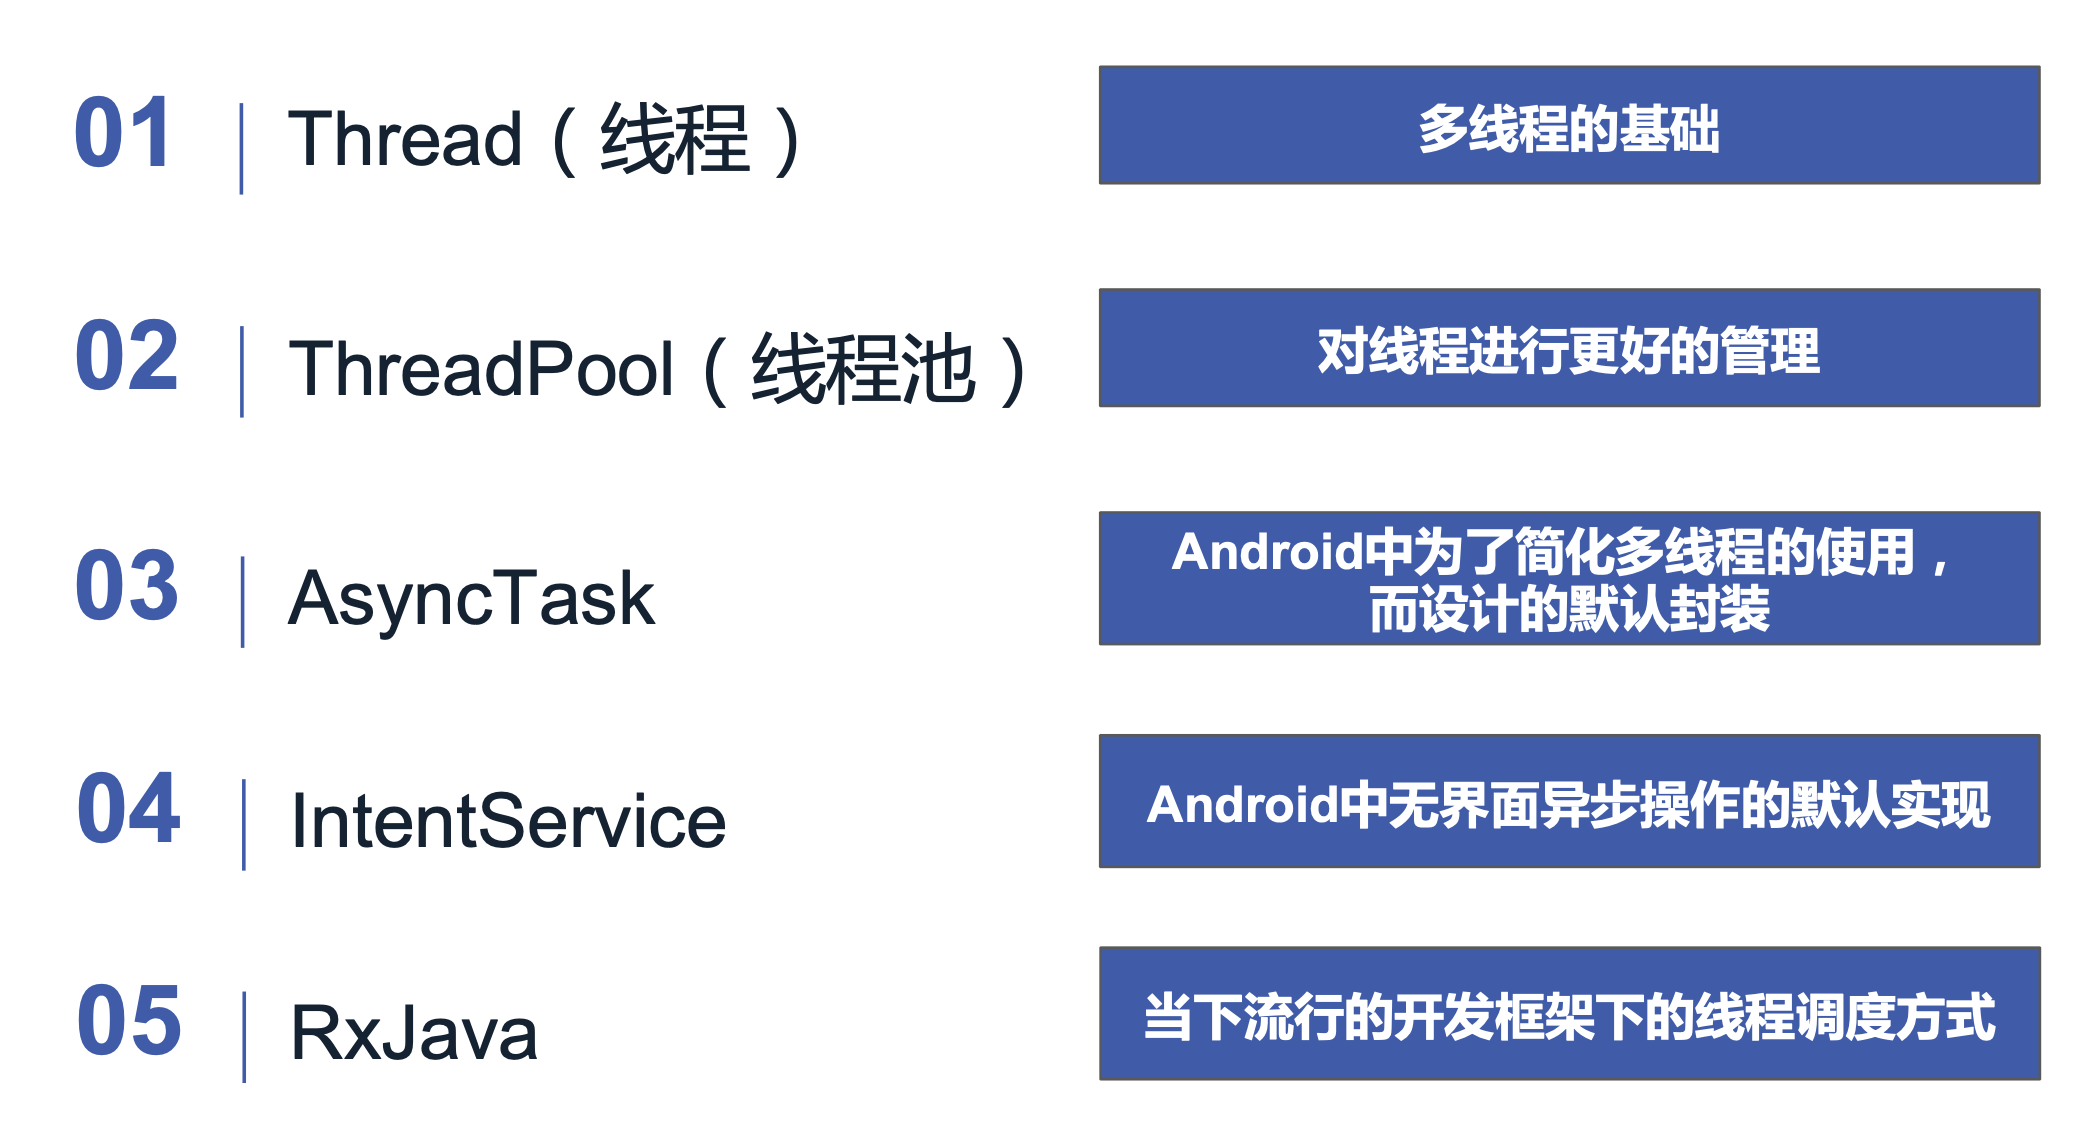 01
Thread（线程）
多线程的基础
02
ThreadPool（线程池）
对线程进行更好的管理
03
AsyncTask
Android中为了简化多线程的使用，
而设计的默认封装
04
IntentService
Android中无界面异步操作的默认实现
05
RxJava
当下流行的开发框架下的线程调度方式